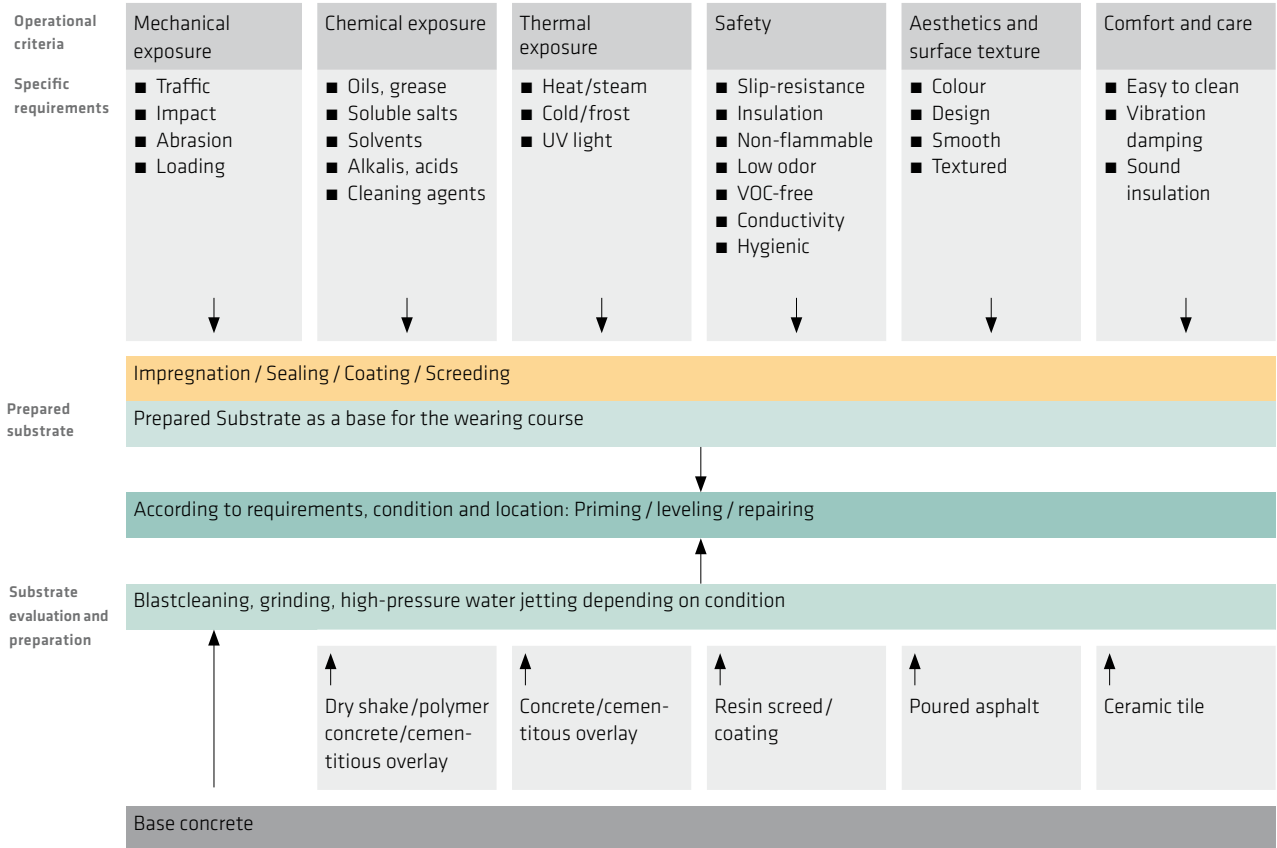 Operational
criteria
Mechanical
exposure
Chemical exposure
Thermal
exposure
Safety
Aesthetics and
surface texture
Comfort and care
Specific
requirements
■ Traffic
■ Impact
■ Abrasion
■ Loading
■ Oils, grease
■ Soluble salts
■ Solvents
■ Alkalis, acids
■ Cleaning agents
■ Heat/steam
■ Cold/frost
■ UV light
■ Slip-resistance
■ Insulation
■ Non-flammable
■ Low odor
■ VOC-free
■ Conductivity
■ Hygienic
■ Colour
■ Design
■ Smooth
■ Textured
■ Easy to clean
■ Vibration
damping
■ Sound
insulation
Impregnation / Sealing / Coating / Screeding
Prepared
substrate
Prepared Substrate as a base for the wearing course
According to requirements, condition and location: Priming / leveling / repairing
Substrate
evaluation and
preparation
Blastcleaning, grinding, high-pressure water jetting depending on condition
Dry shake/polymer
concrete/cemen-
titious overlay
Concrete/cemen-
titous overlay
Resin screed/
coating
Poured asphalt
Ceramic tile
Base concrete